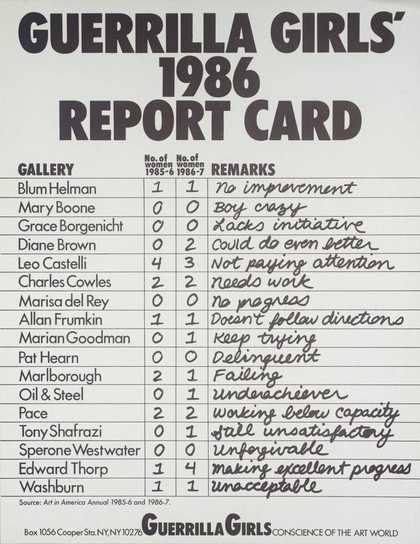 GUERRILLA GIRLS'
1986
REPORT CARD
GALLERY No. of women 1985-6 No. of women 1986-7 REMARKS
Blum Helman 1 1 no improvement
Mary Boone 0 0 Boy crazy
Grace Borgenicht 0 0 Lacks initiative
Diane Brown 0 2 Could do even better
Leo Castelli 4 3 Not paying attention
Charles Cowles 2 2 Needs work
Marisa del Rey 0 0 No progress
Allan Frumkin 1 1 Doesn't follow directions
Marian Goodman 0 1 Keep trying
Pat Hearn 0 0 Delinquent
Marlborough 2 1 Failing
Oil & Steel 0 1 underachiever
Pace 2 2 Working below capacity
Tony Shafrazi 0 1 Still unsatisfactory
Sperone Westwater 0 0 unforgivable
Edward Thorp 1 4 making excellent progress
Washburn 1 1 unacceptable
Source: Art in America Annual 1985-6 and 1986-7.
Box 1056 Cooper Sta. NY, NY 10276 GUERRILLA GIRLS CONSCIENCE OF THE ART WORLD